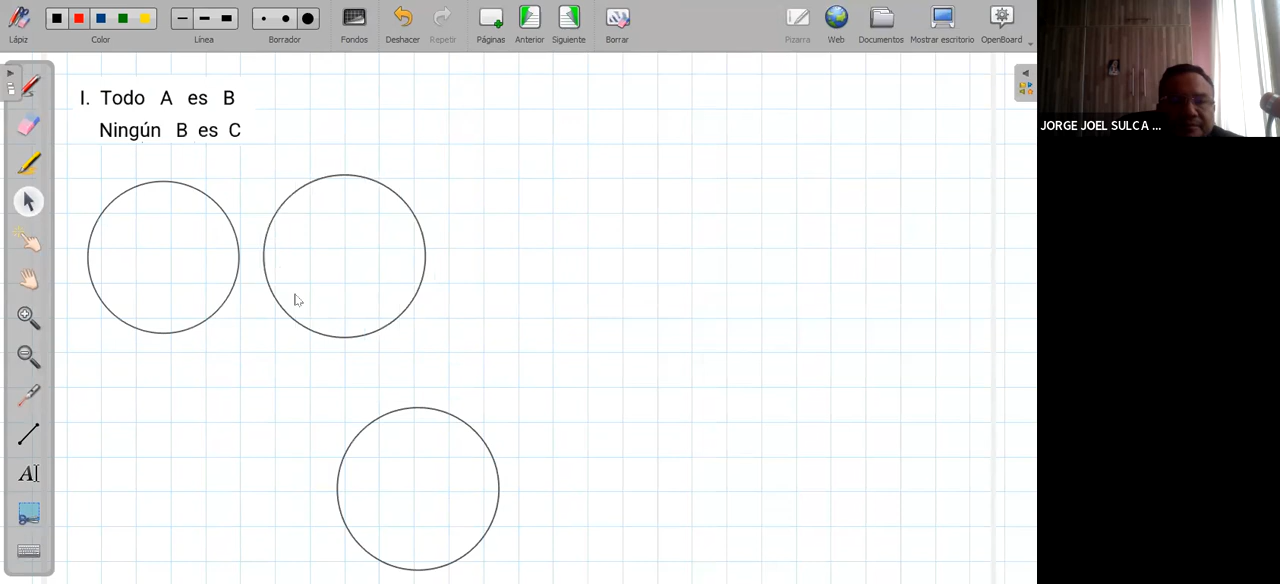 Lápiz
Color
Línea
Borrador
Fondos
Deshacer
Repetir
Páginas
Anterior
Siguiente
Borrar
Pizarra
Web
Documentos
Mostrar escritorio
OpenBoard
I. Todo A es B
Ningún B es C
JORGE JOEL SULCA ...
A